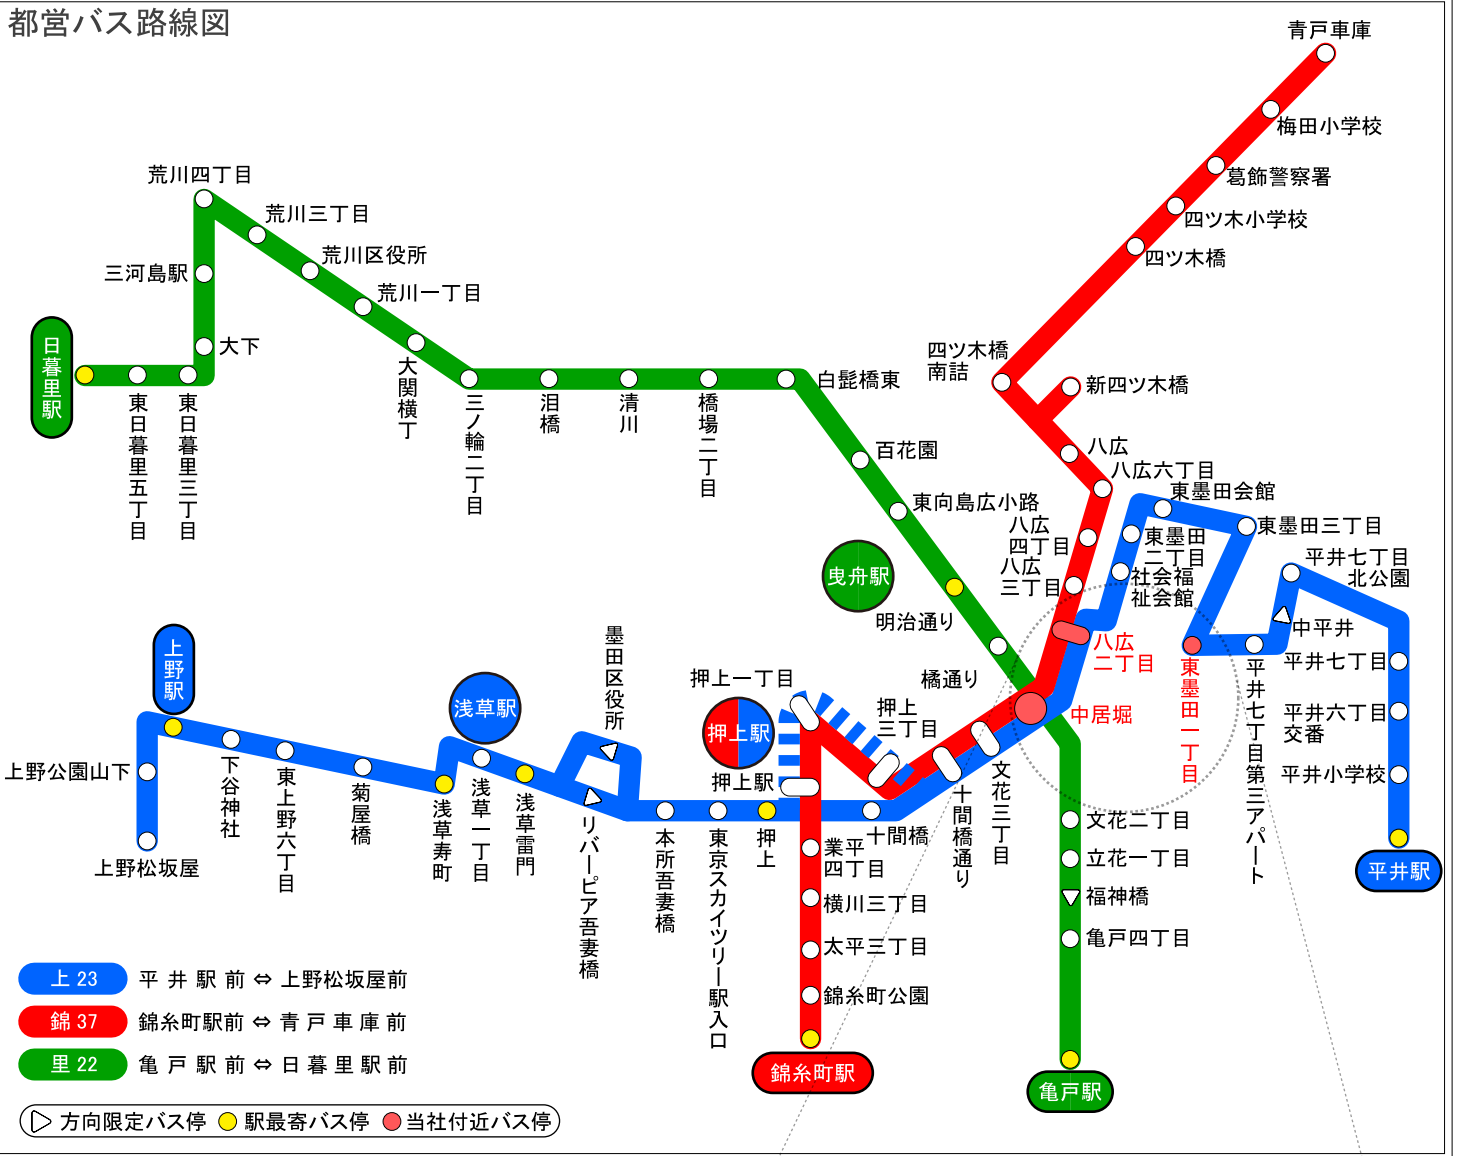 都営バス路線図
青戸車庫
梅田小学校
葛飾警察署
四ツ木小学校
四ツ木橋
四ツ木橋
南詰
新四ツ木橋
八広
八広六丁目
八広
四丁目
八広
三丁目
八広
二丁目
中居堀
荒川四丁目
荒川三丁目
荒川区役所
荒川一丁目
三河島駅
大下
日暮里駅
東日暮里五丁目
東日暮里三丁目
大関横丁
三ノ輪二丁目
泪橋
清川
橋場二丁目
白髭橋東
百花園
東向島広小路
曳舟駅
明治通り
橘通り
東墨田会館
東墨田三丁目
東墨田
二丁目
社会福
祉会館
東墨田一丁目
平井七丁目
北公園
中平井
平井七丁目
平井六丁目
交番
平井小学校
平井駅
平井七丁目第三アパート
上野駅
上野公園山下
上野松坂屋
下谷神社
東上野六丁目
菊屋橋
浅草寿町
浅草駅
浅草一丁目
浅草雷門
墨田区役所
リバーピア吾妻橋
本所吾妻橋
東京スカイツリー駅入口
押上
押上一丁目
押上駅
押上駅
押上
三丁目
十間橋
十間橋通り
文花三丁目
業平
四丁目
横川三丁目
太平三丁目
錦糸町公園
錦糸町駅
文花二丁目
立花一丁目
福神橋
亀戸四丁目
亀戸駅
上 23 平井駅前 ⇔ 上野松坂屋前
錦 37 錦糸町駅前 ⇔ 青戸車庫前
里 22 亀戸駅前 ⇔ 日暮里駅前
方向限定バス停 駅最寄バス停 当社付近バス停